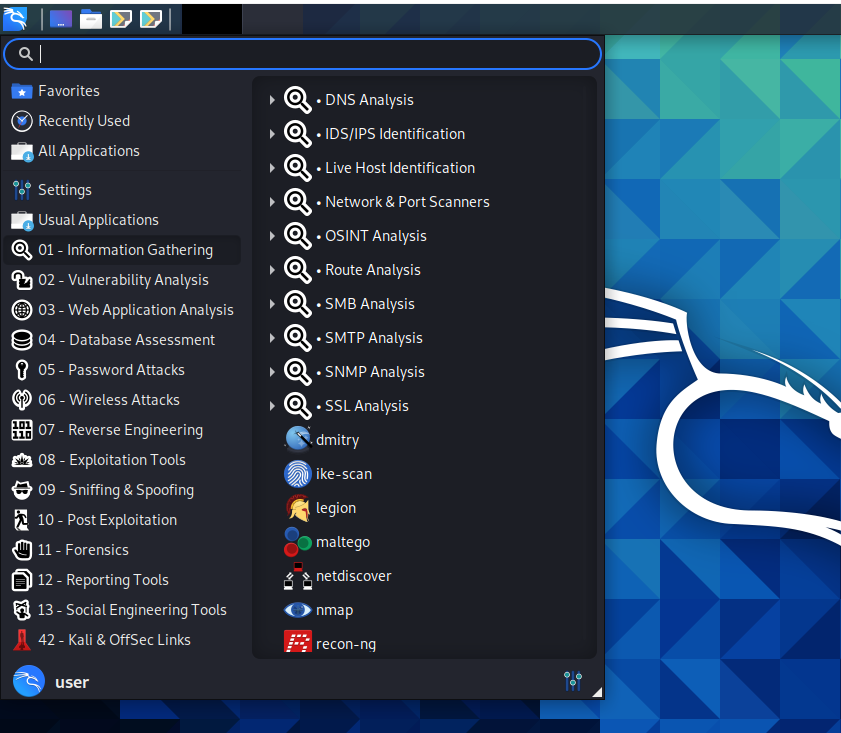 Favorites
Recently Used
All Applications
Settings
Usual Applications
01 - Information Gathering
02 - Vulnerability Analysis
03 - Web Application Analysis
04 - Database Assessment
05 - Password Attacks
06 - Wireless Attacks
07 - Reverse Engineering
08 - Exploitation Tools
09 - Sniffing & Spoofing
10 - Post Exploitation
11 - Forensics
12 - Reporting Tools
13 - Social Engineering Tools
42 - Kali & OffSec Links
• DNS Analysis
• IDS/IPS Identification
• Live Host Identification
• Network & Port Scanners
• OSINT Analysis
• Route Analysis
• SMB Analysis
• SMTP Analysis
• SNMP Analysis
• SSL Analysis
dmitry
ike-scan
legion
maltego
netdiscover
nmap
recon-ng
user